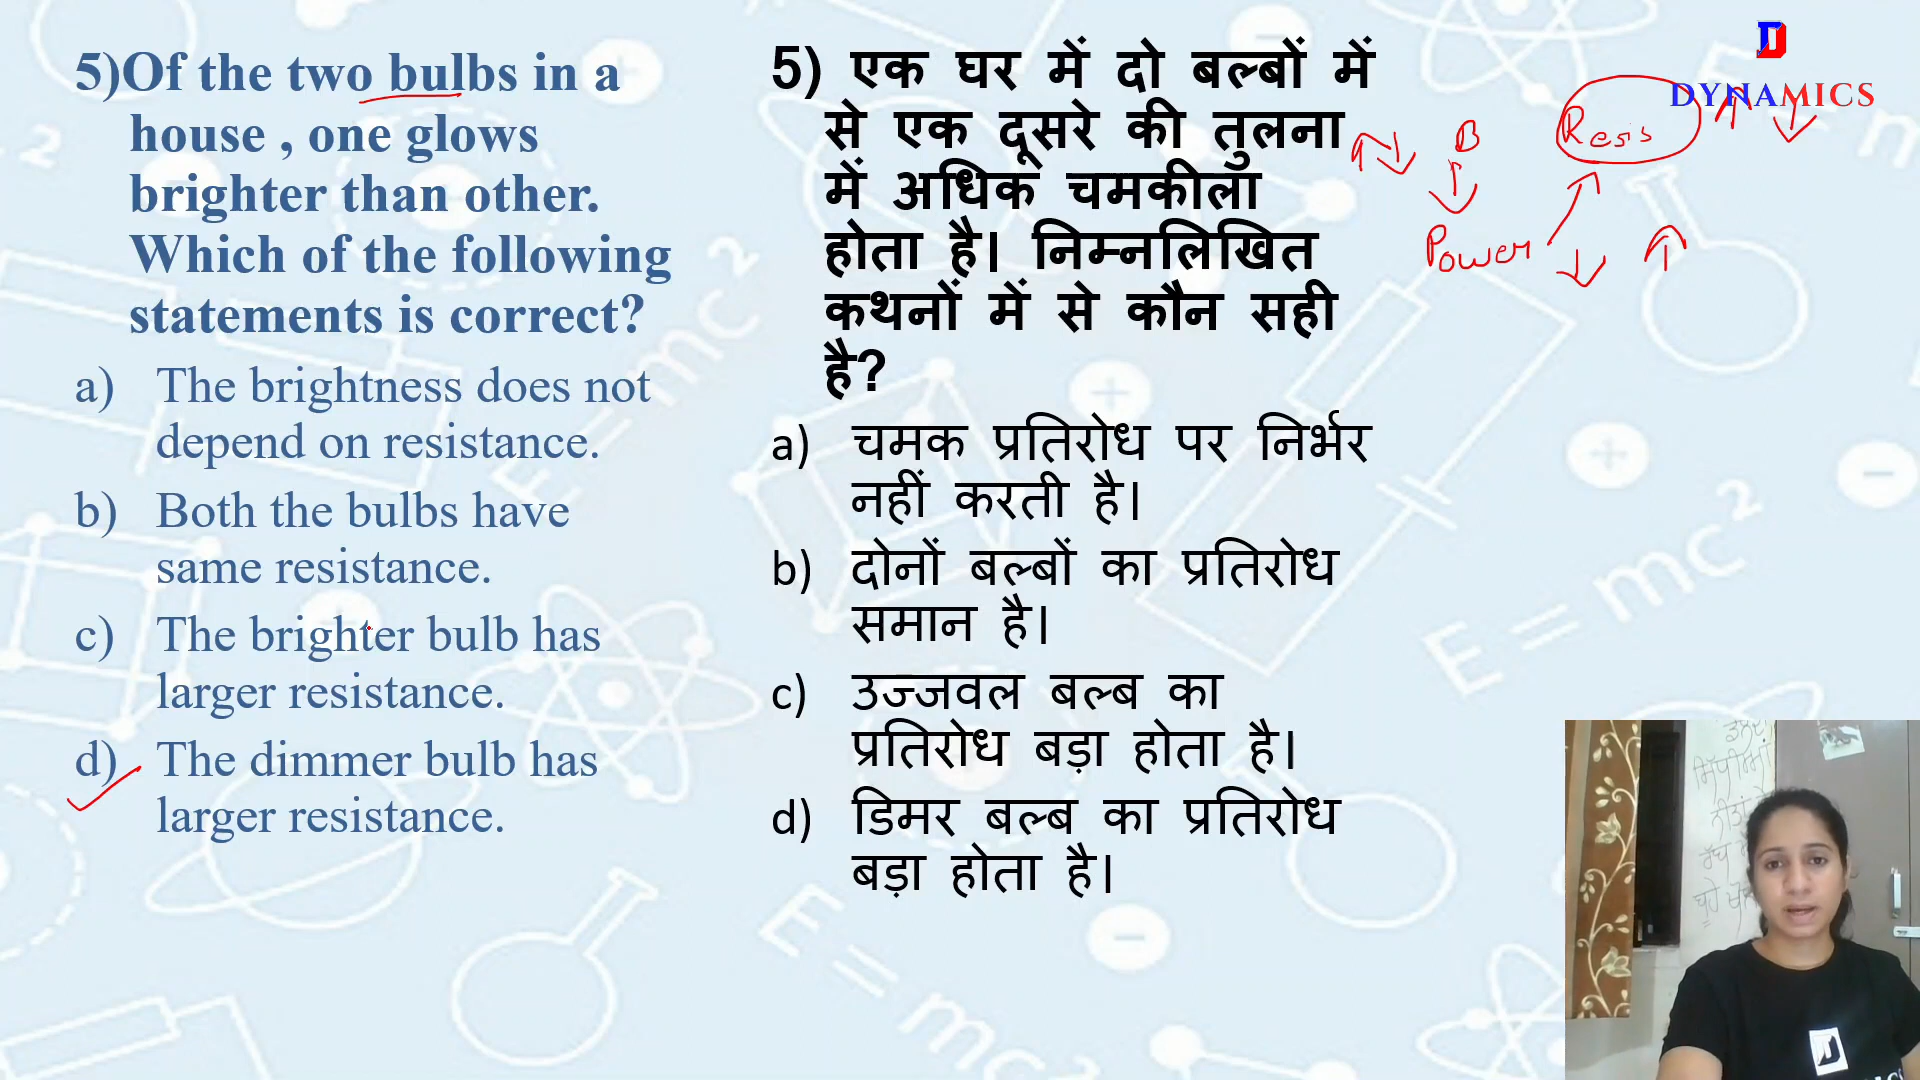 5)Of the two bulbs in a
house , one glows
brighter than other.
Which of the following
statements is correct?
a) The brightness does not
depend on resistance.
b) Both the bulbs have
same resistance.
c) The brighter bulb has
larger resistance.
d) The dimmer bulb has
larger resistance.
5) एक घर में दो बल्बों में
से एक दूसरे की तुलना
में अधिक चमकीला
होता है। निम्नलिखित
कथनों में से कौन सही
है?
a) चमक प्रतिरोध पर निर्भर
नहीं करती है।
b) दोनों बल्बों का प्रतिरोध
समान है।
c) उज्जवल बल्ब का
प्रतिरोध बड़ा होता है।
d) डिमर बल्ब का प्रतिरोध
बड़ा होता है।
DYNAMICS
B
Resis
Power
E = mc²
E = mc²
E = mc